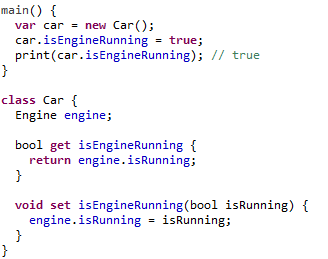 main() {
  var car = new Car();
  car.isEngineRunning = true;
  print(car.isEngineRunning); // true
}

class Car {
  Engine engine;

  bool get isEngineRunning {
    return engine.isRunning;
  }

  void set isEngineRunning(bool isRunning) {
    engine.isRunning = isRunning;
  }
}